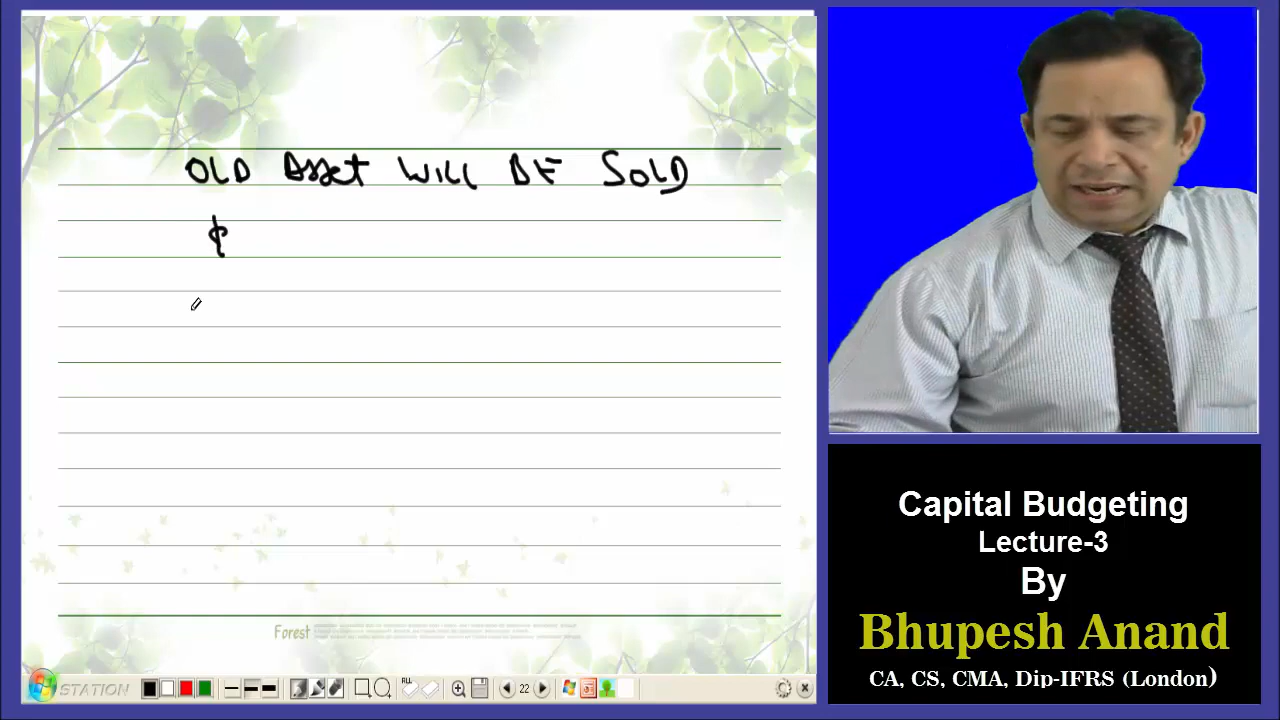 OLD Asset WILL BE SOLD
&
Capital Budgeting
Lecture-3
By
Bhupesh Anand
CA, CS, CMA, Dip-IFRS (London)
Forest
STATION
ALL
22